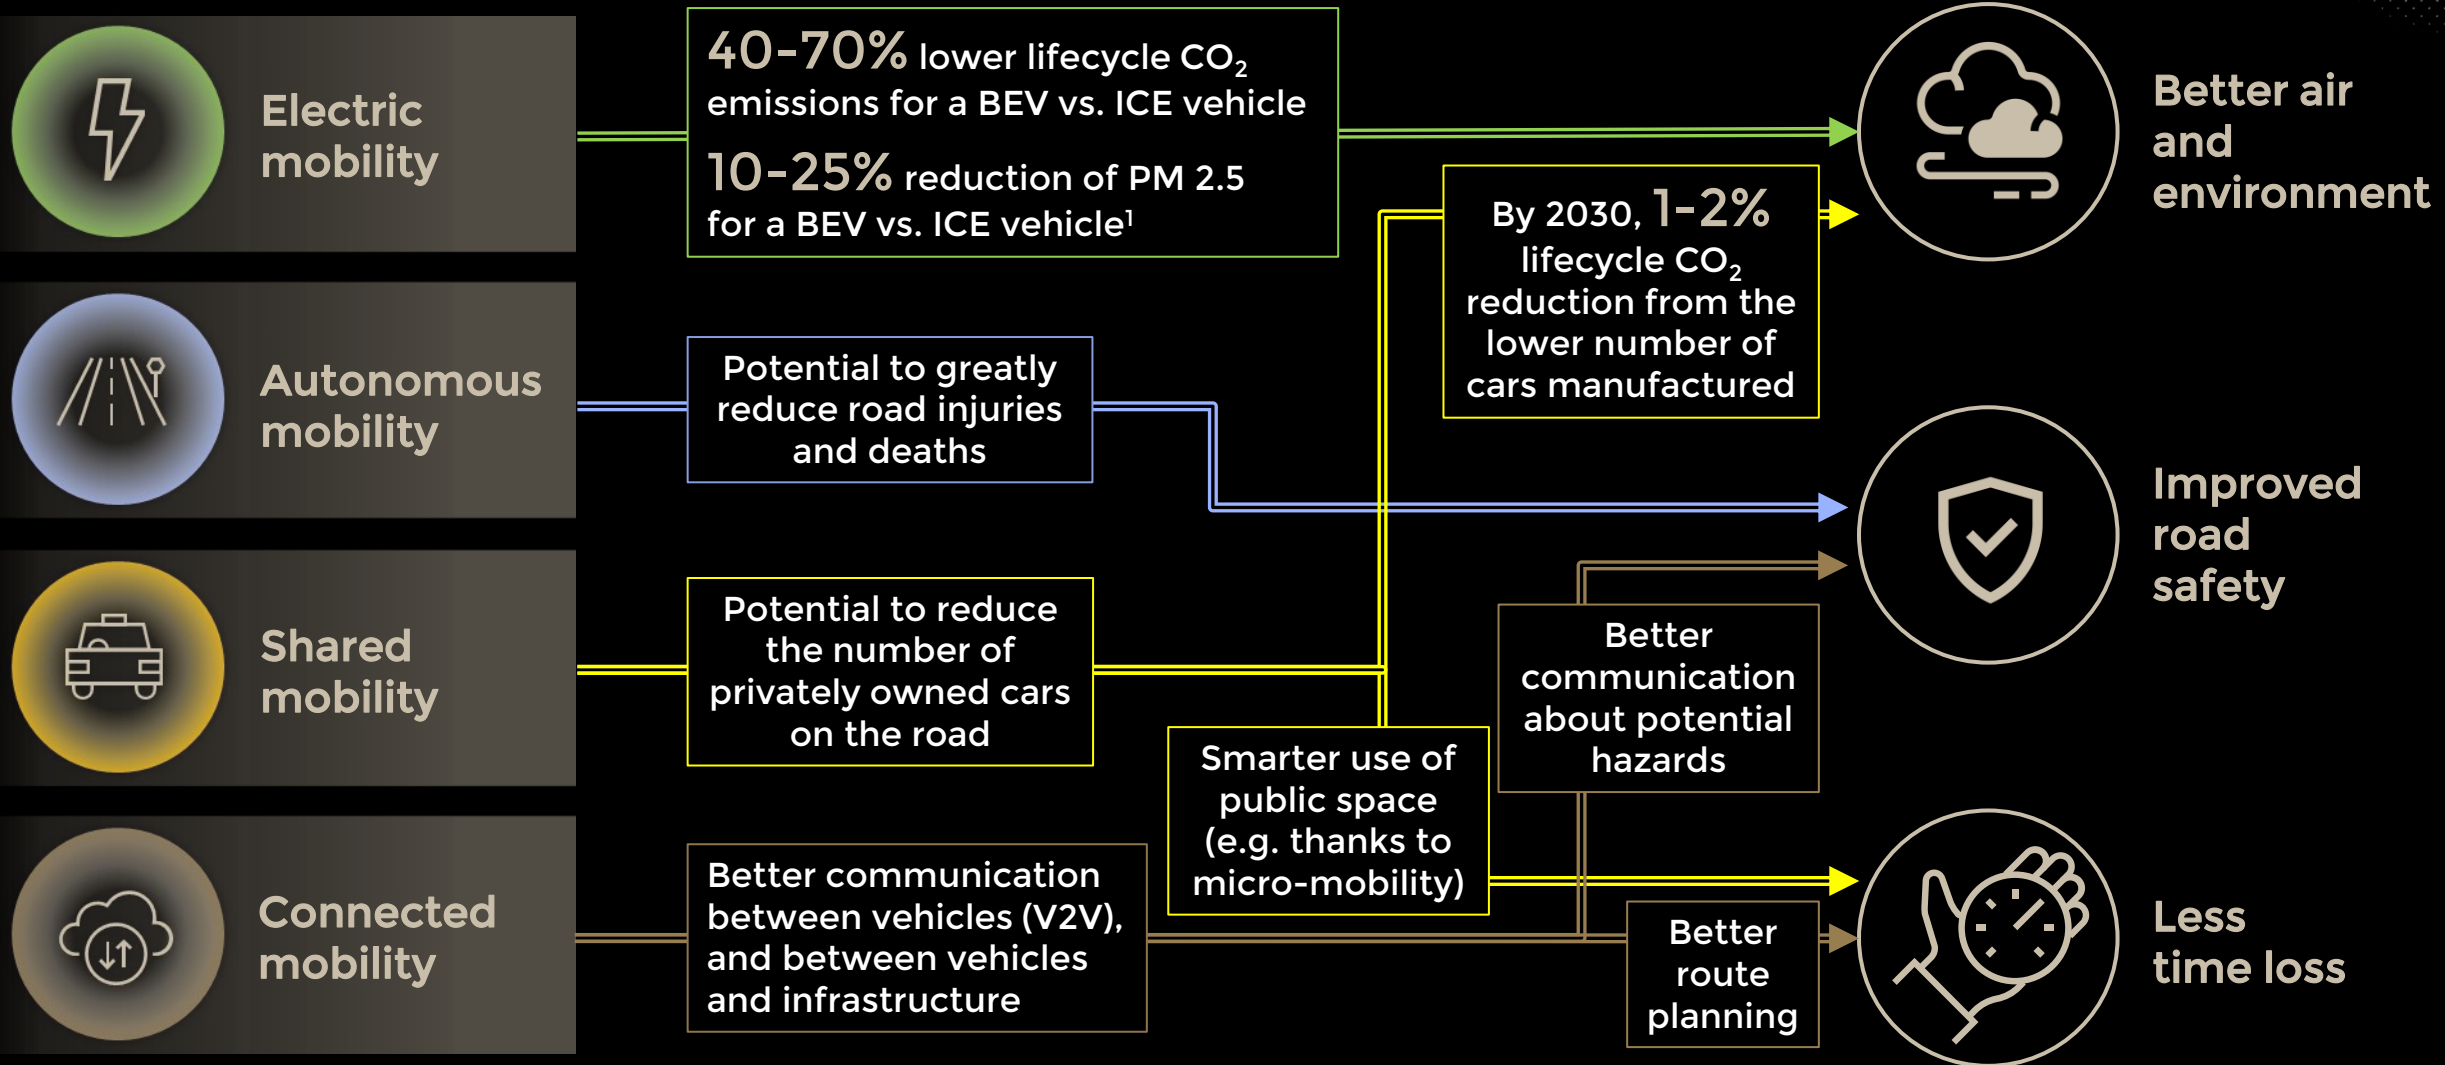 Electric
mobility
40-70% lower lifecycle CO₂
emissions for a BEV vs. ICE vehicle
10-25% reduction of PM 2.5
for a BEV vs. ICE vehicle¹
By 2030, 1-2%
lifecycle CO₂
reduction from the
lower number of
cars manufactured
Better air
and
environment
Autonomous
mobility
Potential to greatly
reduce road injuries
and deaths
Improved
road
safety
Shared
mobility
Potential to reduce
the number of
privately owned cars
on the road
Smarter use of
public space
(e.g. thanks to
micro-mobility)
Better
communication
about potential
hazards
Connected
mobility
Better communication
between vehicles (V2V),
and between vehicles
and infrastructure
Better
route
planning
Less
time loss